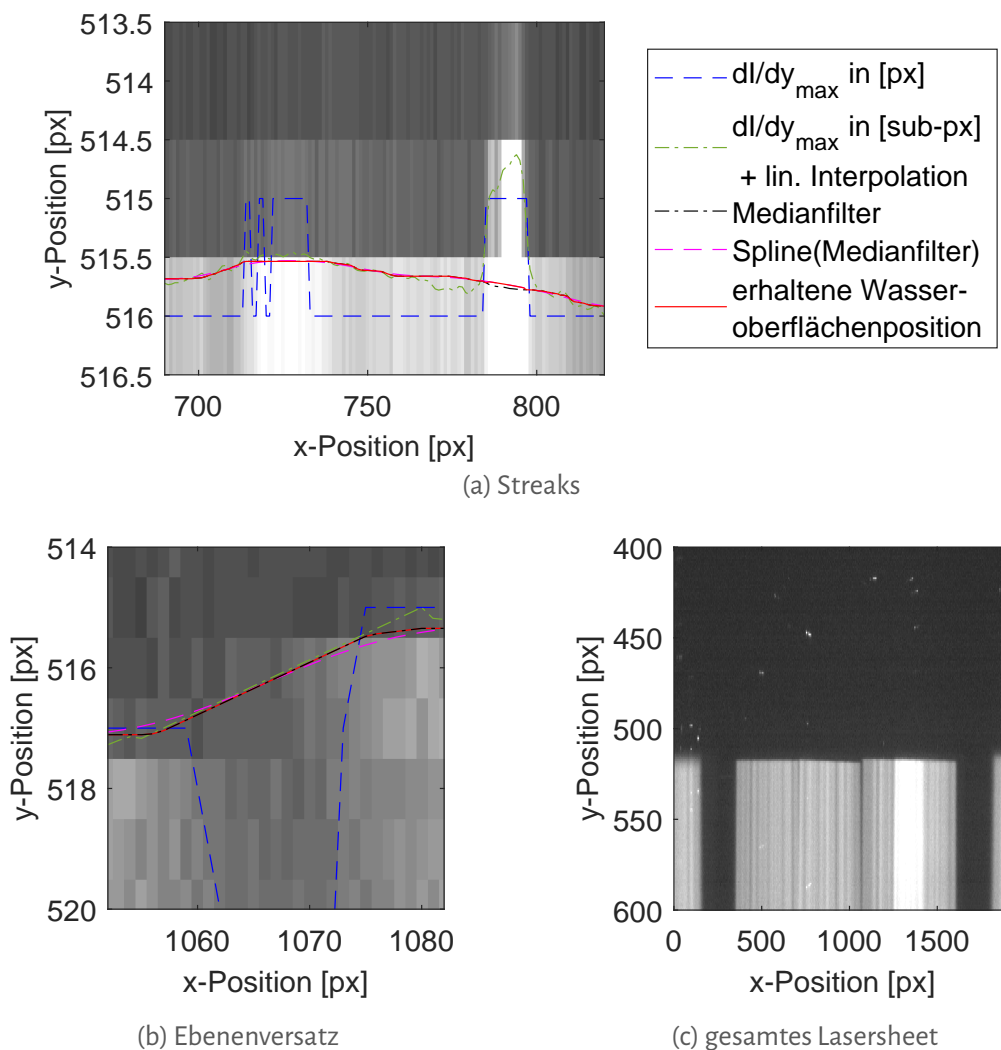 513.5
514
514.5
515
515.5
516
516.5
y-Position [px]
700
750
800
x-Position [px]
dI/dy_max in [px]
dI/dy_max in [sub-px]
+ lin. Interpolation
Medianfilter
Spline(Medianfilter)
erhaltene Wasser-
oberflächenposition
(a) Streaks
514
516
518
520
y-Position [px]
1060
1070
1080
x-Position [px]
(b) Ebenenversatz
400
450
500
550
600
y-Position [px]
0
500
1000
1500
x-Position [px]
(c) gesamtes Lasersheet